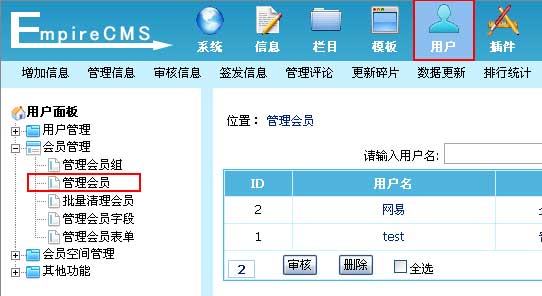 EmpireCMS
系统 信息 栏目 模板 用户 插件
增加信息 管理信息 审核信息 签发信息 管理评论 更新碎片 数据更新 排行统计
用户面板
用户管理
会员管理
管理会员组
管理会员
批量清理会员
管理会员字段
管理会员表单
会员空间管理
其他功能
位置： 管理会员
请输入用户名:
ID 用户名
2 网易
1 test
2 审核 删除 全选